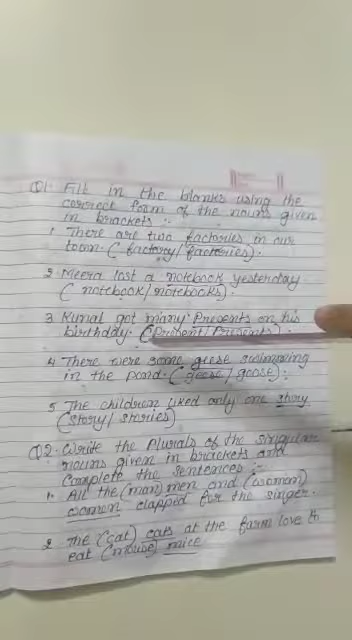 Q1. Fill in the blanks using the
correct form of the nouns given
in brackets :-
1. There are two factories in our
town. (factory/factories).
2. Meera lost a notebook yesterday
(notebook/notebooks).
3. Kunal got many Presents on his
birthday. (Present/Presents).
4. There were some geese swimming
in the pond. (geese/goose).
5. The children liked only one story
(story/stories)
Q2. Write the Plurals of the singular
nouns given in brackets and
Complete the sentences :-
1. All the (man) men and (woman)
women clapped for the singer.
2. The (cat) cats at the farm love to
eat (mouse) mice